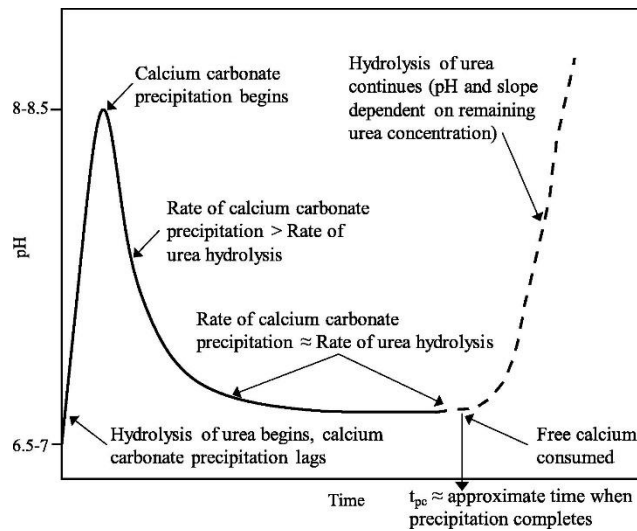 Calcium carbonate
precipitation begins
Hydrolysis of urea
continues (pH and slope
dependent on remaining
urea concentration)
8-8.5
Rate of calcium carbonate
precipitation > Rate of
urea hydrolysis
pH
Rate of calcium carbonate
precipitation ≈ Rate of urea hydrolysis
6.5-7
Hydrolysis of urea begins, calcium
carbonate precipitation lags
Free calcium
consumed
Time
tpc ≈ approximate time when
precipitation completes